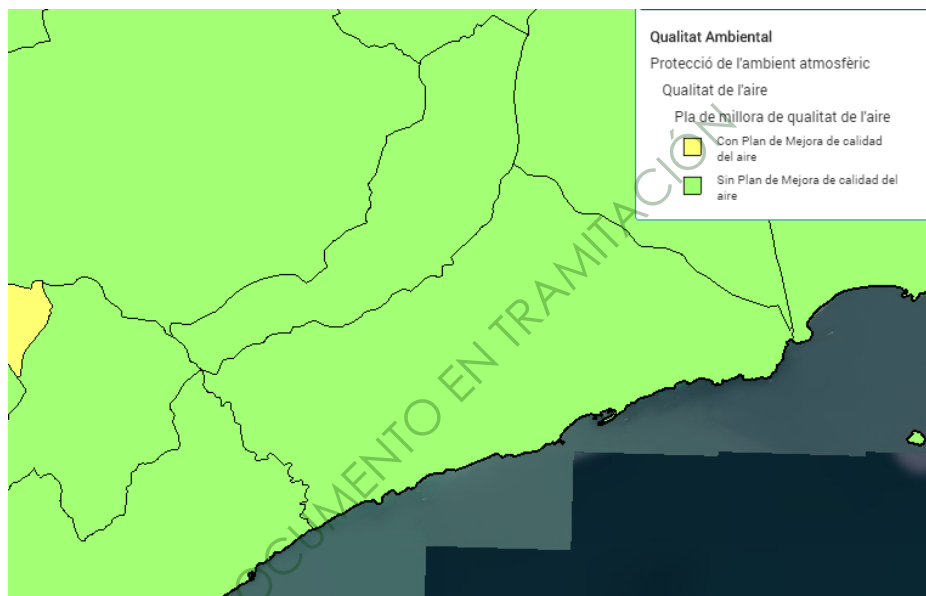 Qualitat Ambiental
Protecció de l'ambient atmosfèric
Qualitat de l'aire
Pla de millora de qualitat de l'aire
Con Plan de Mejora de calidad
del aire
Sin Plan de Mejora de calidad del
aire
DOCUMENTO EN TRAMITACIÓN